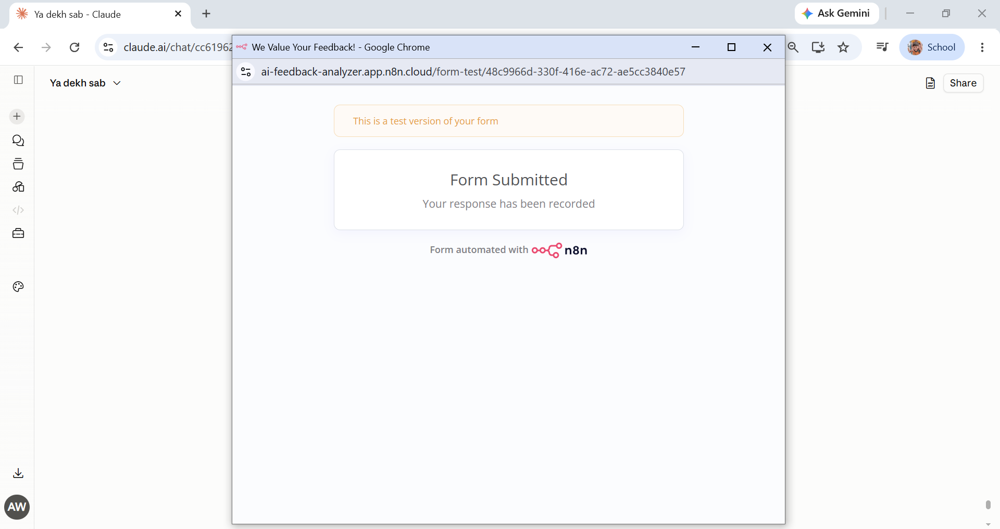 Ya dekh sab - Claude
Ask Gemini
claude.ai/chat/cc6196
School
We Value Your Feedback! - Google Chrome
ai-feedback-analyzer.app.n8n.cloud/form-test/48c9966d-330f-416e-ac72-ae5cc3840e57
Ya dekh sab
Share
This is a test version of your form
Form Submitted
Your response has been recorded
Form automated with n8n
AW